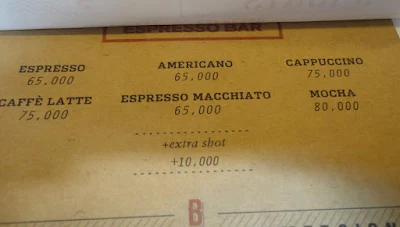 ESPRESSO BAR
ESPRESSO
65.000
AMERICANO
65.000
CAPPUCCINO
75.000
CAFFÈ LATTE
75.000
ESPRESSO MACCHIATO
65.000
MOCHA
80.000
+extra shot
+10.000
B